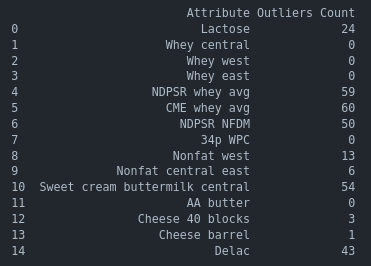 Attribute Outliers Count
0 Lactose 24
1 Whey central 0
2 Whey west 0
3 Whey east 0
4 NDPSR whey avg 59
5 CME whey avg 60
6 NDPSR NFDM 50
7 34p WPC 0
8 Nonfat west 13
9 Nonfat central east 6
10 Sweet cream buttermilk central 54
11 AA butter 0
12 Cheese 40 blocks 3
13 Cheese barrel 1
14 Delac 43